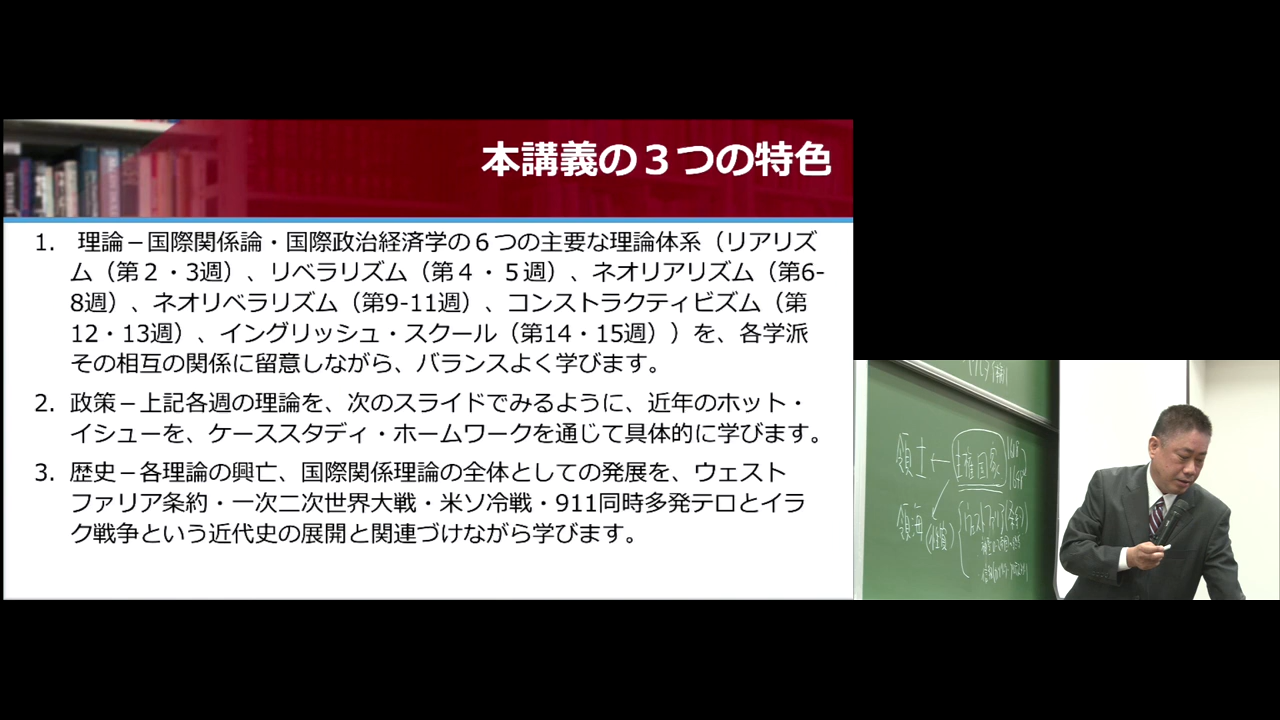 本講義の３つの特色
1. 理論－国際関係論・国際政治経済学の６つの主要な理論体系（リアリズ
ム（第２・3週）、リベラリズム（第４・５週）、ネオリアリズム（第6-
8週）、ネオリベラリズム（第9-11週）、コンストラクティビズム（第
12・13週）、イングリッシュ・スクール（第14・15週））を、各学派
その相互の関係に留意しながら、バランスよく学びます。
2. 政策－上記各週の理論を、次のスライドでみるように、近年のホット・
イシューを、ケーススタディ・ホームワークを通じて具体的に学びます。
3. 歴史－各理論の興亡、国際関係理論の全体としての発展を、ウェスト
ファリア条約・一次二次世界大戦・米ソ冷戦・911同時多発テロとイラ
ク戦争という近代史の展開と関連づけながら学びます。
領土 ← 主権国家
領海